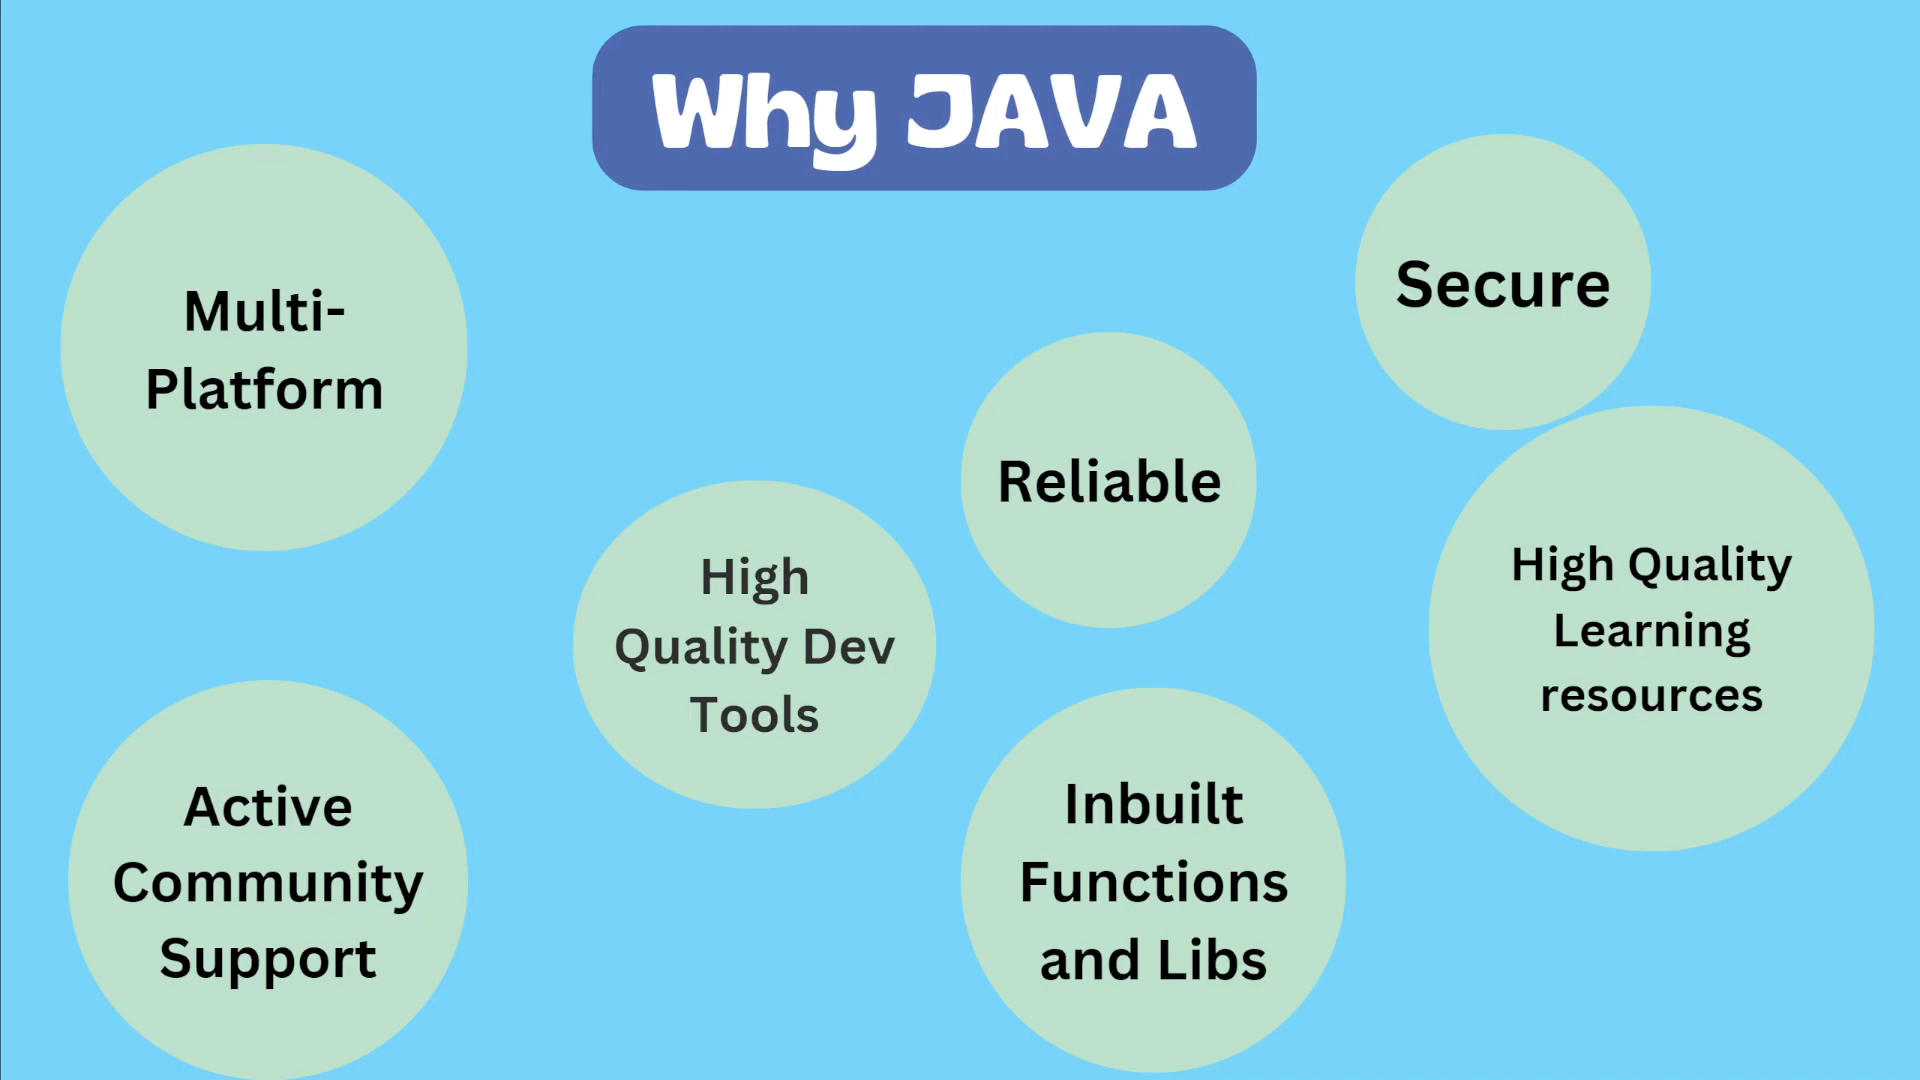 Why JAVA
Multi-
Platform
Secure
Reliable
High
Quality Dev
Tools
High Quality
Learning
resources
Active
Community
Support
Inbuilt
Functions
and Libs